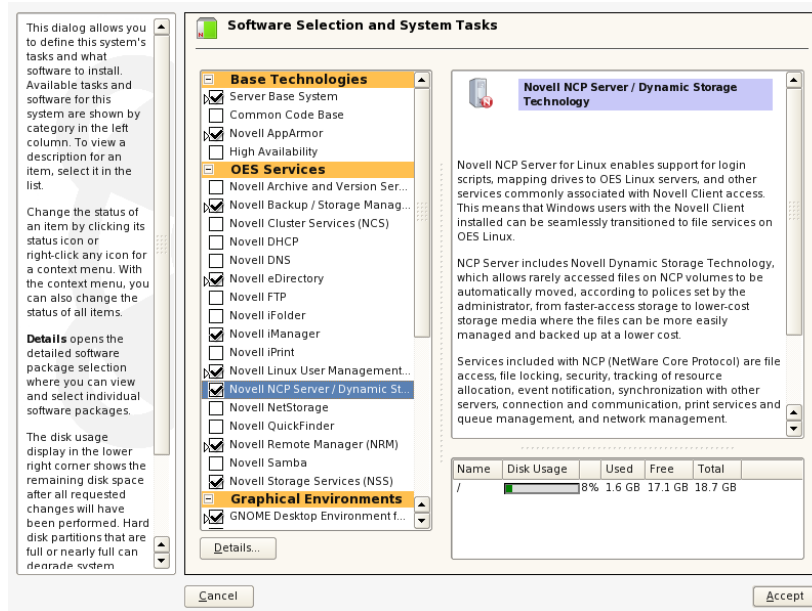 This dialog allows you
to define this system's
tasks and what
software to install.
Available tasks and
software for this
system are shown by
category in the left
column. To view a
description for an
item, select it in the
list.
Change the status of
an item by clicking its
status icon or
right-click any icon for
a context menu. With
the context menu, you
can also change the
status of all items.
Details opens the
detailed software
package selection
where you can view
and select individual
software packages.
The disk usage
display in the lower
right corner shows the
remaining disk space
after all requested
changes will have
been performed. Hard
disk partitions that are
full or nearly full can
degrade system
Software Selection and System Tasks
Base Technologies
Server Base System
Common Code Base
Novell AppArmor
High Availability
OES Services
Novell Archive and Version Ser...
Novell Backup / Storage Manag...
Novell Cluster Services (NCS)
Novell DHCP
Novell DNS
Novell eDirectory
Novell FTP
Novell iFolder
Novell iManager
Novell iPrint
Novell Linux User Management...
Novell NCP Server / Dynamic St...
Novell NetStorage
Novell QuickFinder
Novell Remote Manager (NRM)
Novell Samba
Novell Storage Services (NSS)
Graphical Environments
GNOME Desktop Environment f...
Details...
Novell NCP Server / Dynamic Storage
Technology
Novell NCP Server for Linux enables support for login
scripts, mapping drives to OES Linux servers, and other
services commonly associated with Novell Client access.
This means that Windows users with the Novell Client
installed can be seamlessly transitioned to file services on
OES Linux.
NCP Server includes Novell Dynamic Storage Technology,
which allows rarely accessed files on NCP volumes to be
automatically moved, according to polices set by the
administrator, from faster-access storage to lower-cost
storage media where the files can be more easily
managed and backed up at a lower cost.
Services included with NCP (NetWare Core Protocol) are file
access, file locking, security, tracking of resource
allocation, event notification, synchronization with other
servers, connection and communication, print services and
queue management, and network management.
Name Disk Usage Used Free Total
/ 8% 1.6 GB 17.1 GB 18.7 GB
Cancel
Accept